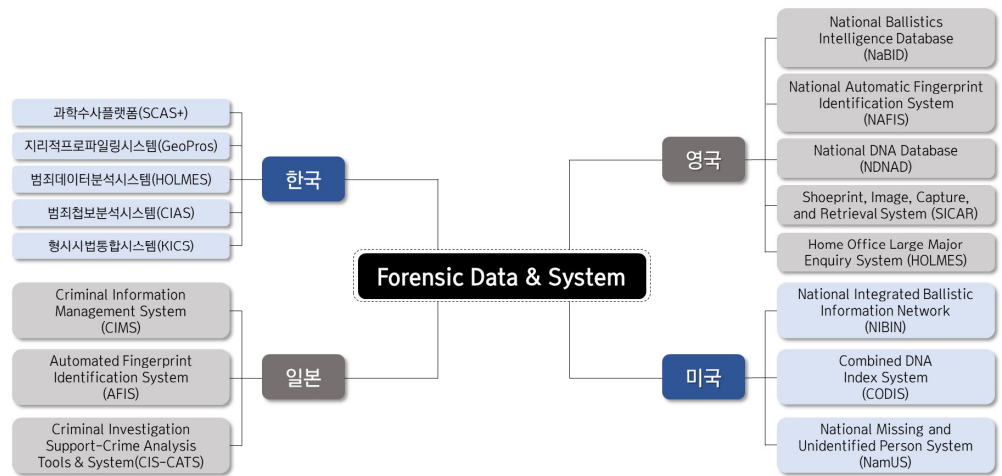 과학수사플랫폼(SCAS+)
지리적프로파일링시스템(GeoPros)
범죄데이터분석시스템(HOLMES)
범죄첩보분석시스템(CIAS)
형시시법통합시스템(KICS)
한국
Criminal Information
Management System
(CIMS)
Automated Fingerprint
Identification System
(AFIS)
Criminal Investigation
Support-Crime Analysis
Tools & System(CIS-CATS)
일본
Forensic Data & System
영국
National Ballistics
Intelligence Database
(NaBID)
National Automatic Fingerprint
Identification System
(NAFIS)
National DNA Database
(NDNAD)
Shoeprint, Image, Capture,
and Retrieval System (SICAR)
Home Office Large Major
Enquiry System (HOLMES)
미국
National Integrated Ballistic
Information Network
(NIBIN)
Combined DNA
Index System
(CODIS)
National Missing and
Unidentified Person System
(NamUS)